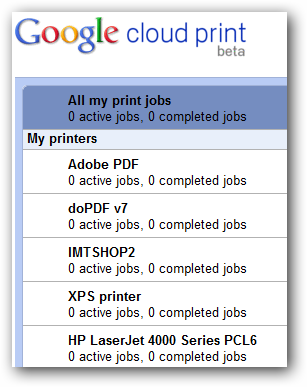 Google cloud print
beta
All my print jobs
0 active jobs, 0 completed jobs
My printers
Adobe PDF
0 active jobs, 0 completed jobs
doPDF v7
0 active jobs, 0 completed jobs
IMTSHOP2
0 active jobs, 0 completed jobs
XPS printer
0 active jobs, 0 completed jobs
HP LaserJet 4000 Series PCL6
0 active jobs, 0 completed jobs